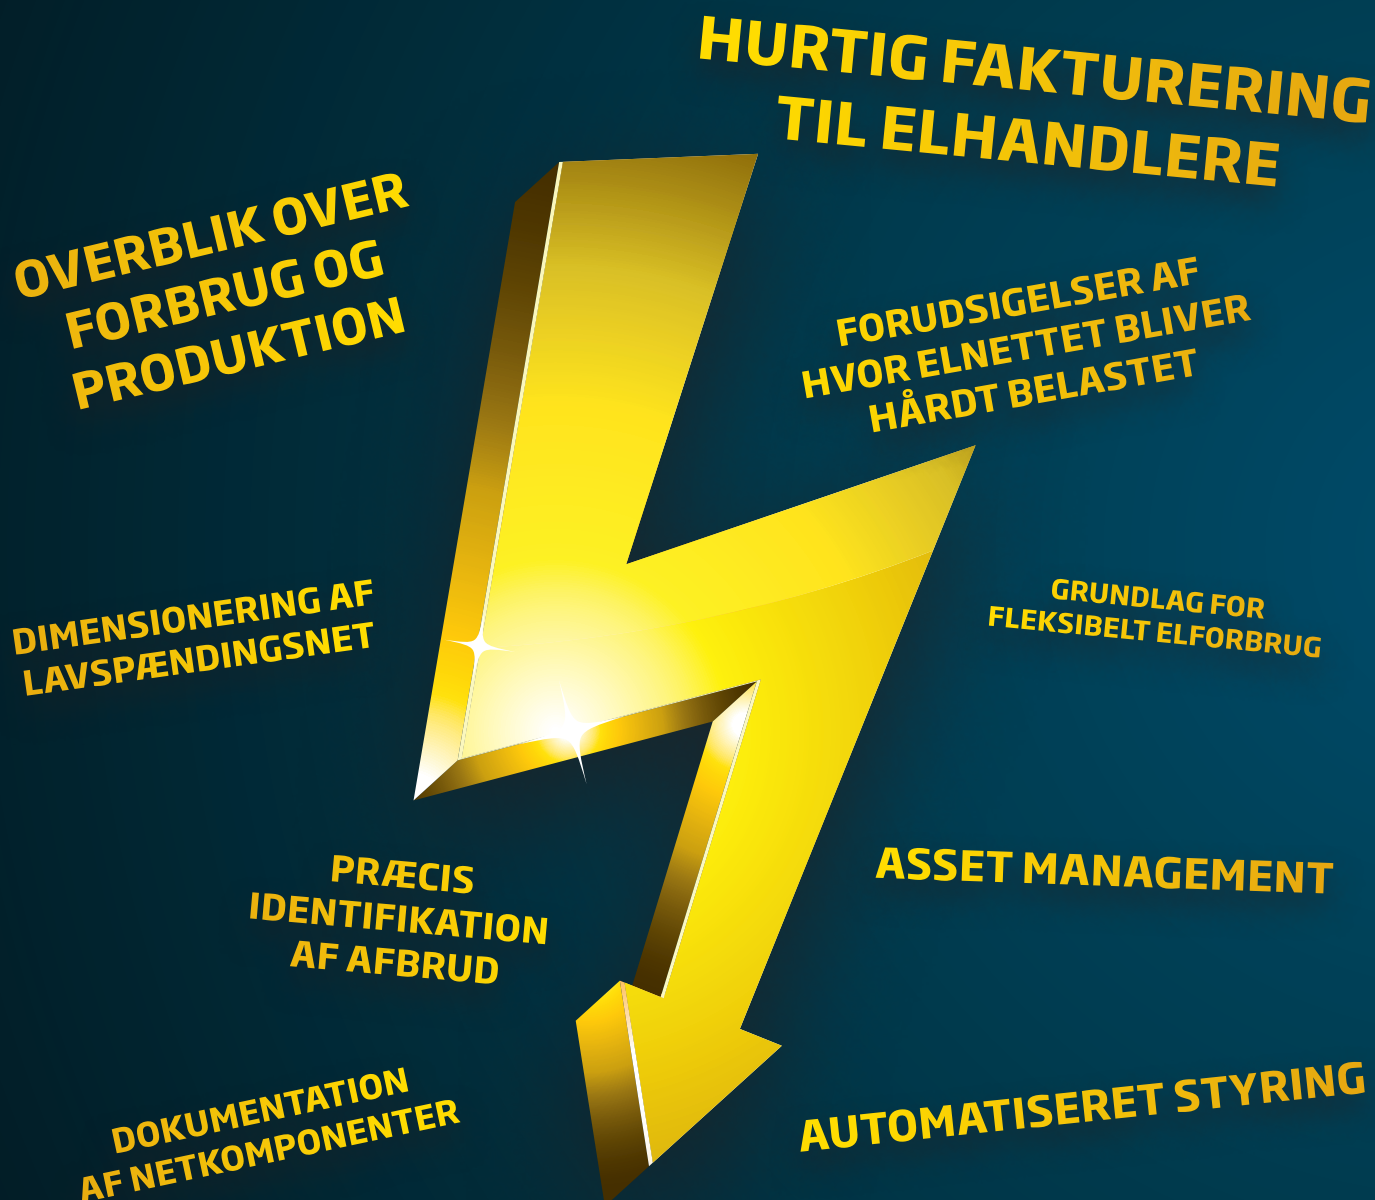 HURTIG FAKTURERING
TIL ELHANDLERE
OVERBLIK OVER
FORBRUG OG
PRODUKTION
FORUDSIGELSER AF
HVOR ELNETTET BLIVER
HÅRDT BELASTET
DIMENSIONERING AF
LAVSPÆNDINGSNET
GRUNDLAG FOR
FLEKSIBELT ELFORBRUG
PRÆCIS
IDENTIFIKATION
AF AFBRUD
ASSET MANAGEMENT
DOKUMENTATION
AF NETKOMPONENTER
AUTOMATISERET STYRING